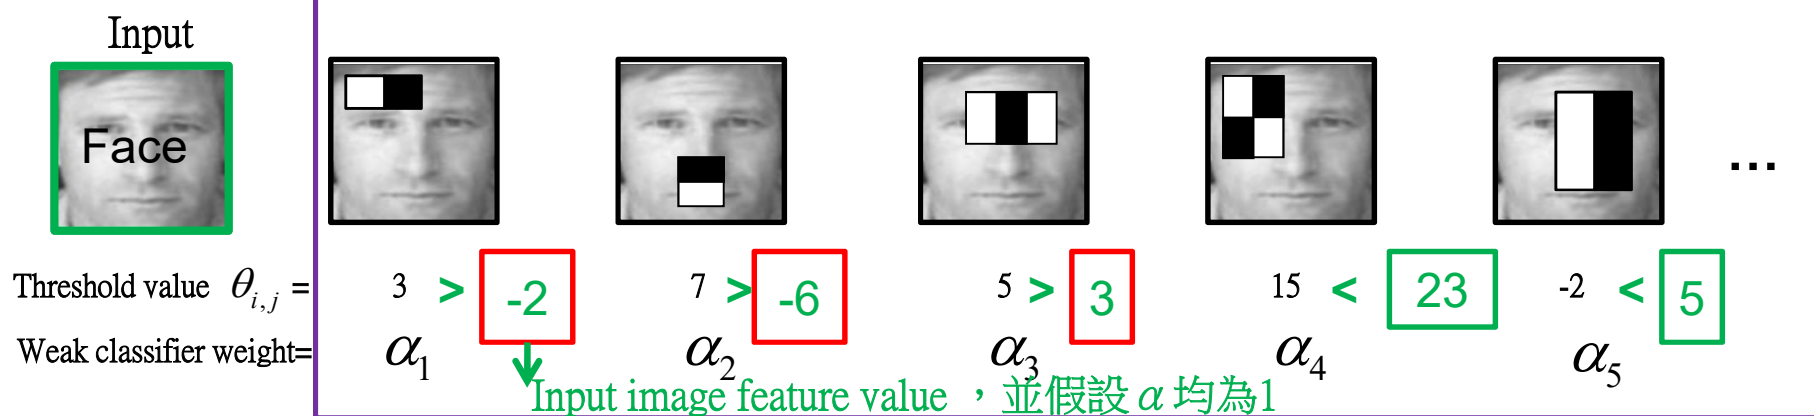 Input
Face
...
Threshold value θi,j = 3 > -2 7 > -6 5 > 3 15 < 23 -2 < 5
Weak classifier weight= α1 α2 α3 α4 α5
Input image feature value ，並假設α均為1